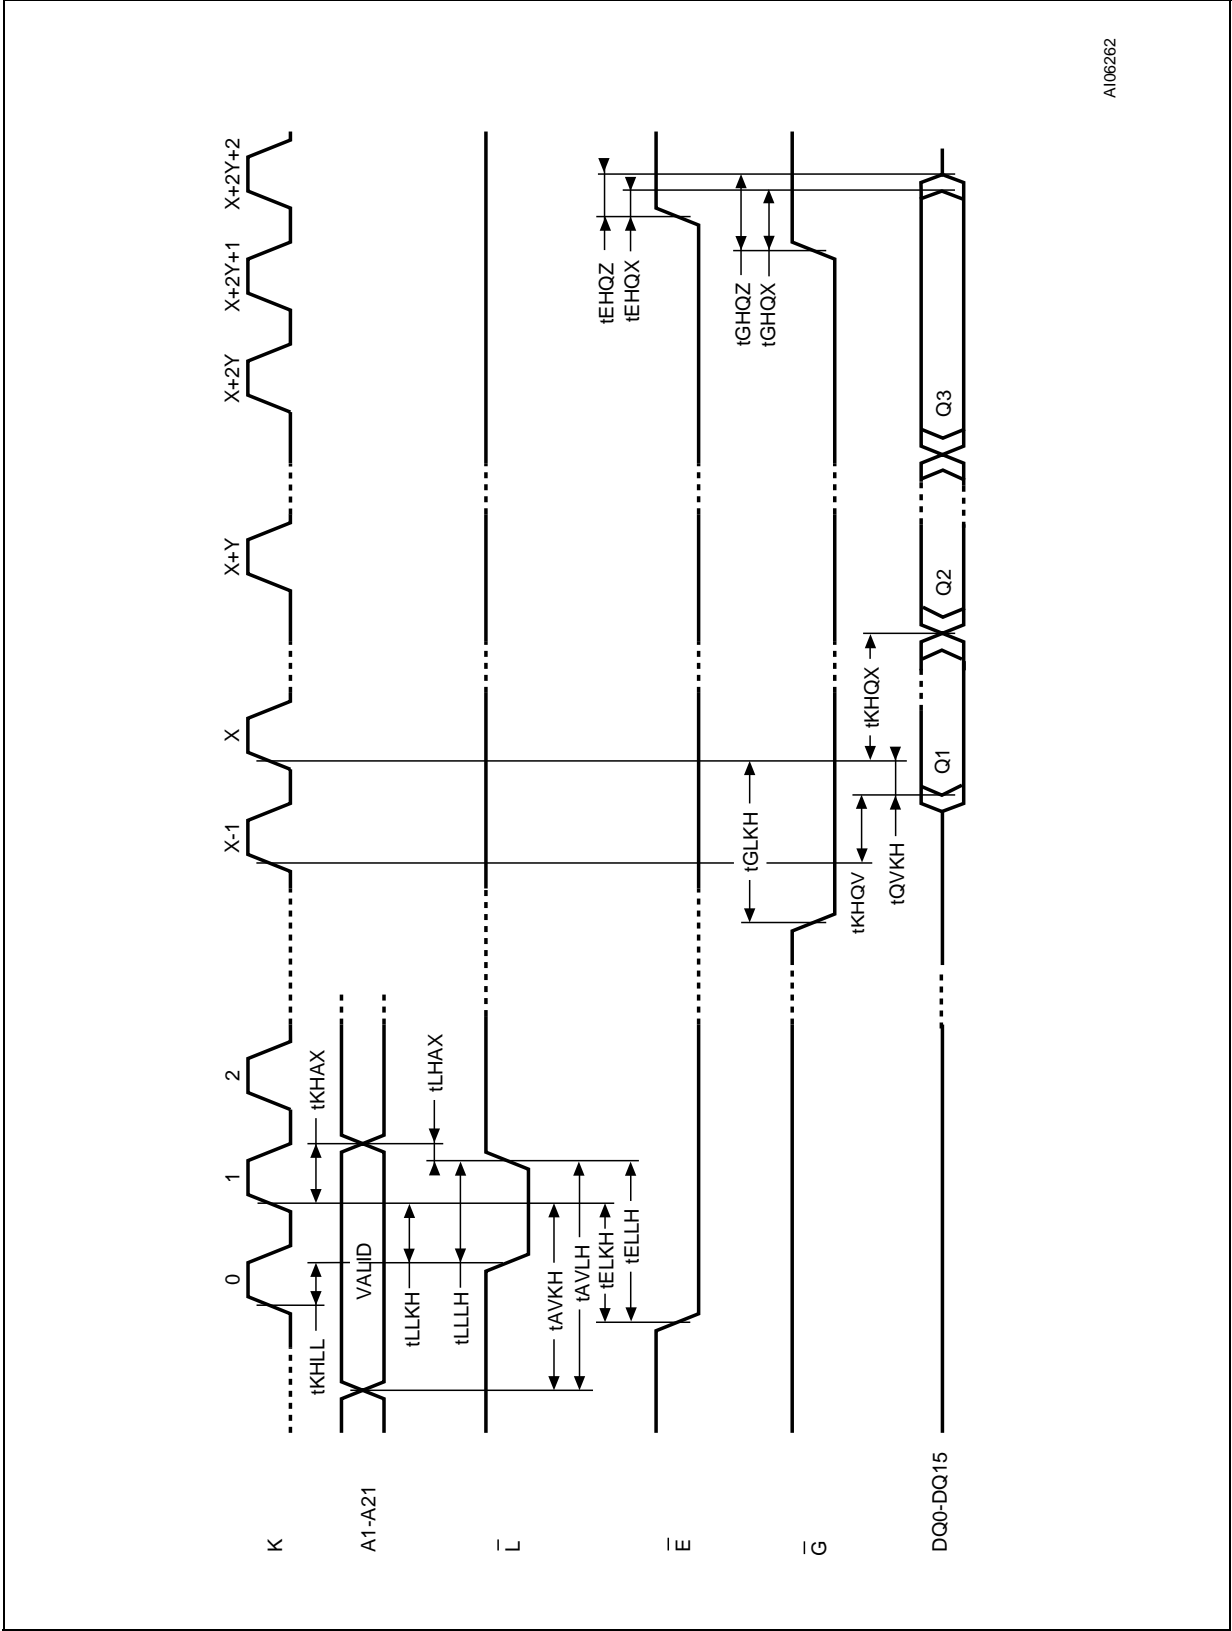 K
0
1
2
X-1
X
X+Y
X+2Y
X+2Y+1
X+2Y+2
tKHLL
tKHAX
A1-A21
VALID
tLLKH
tLHAX
tLLLH
L
tAVKH
tAVLH
tELKH
tELLH
tEHQZ
tEHQX
E
tGLKH
tGHQZ
tGHQX
G
tKHQV
tKHQX
tQVKH
DQ0-DQ15
Q1
Q2
Q3
AI06262